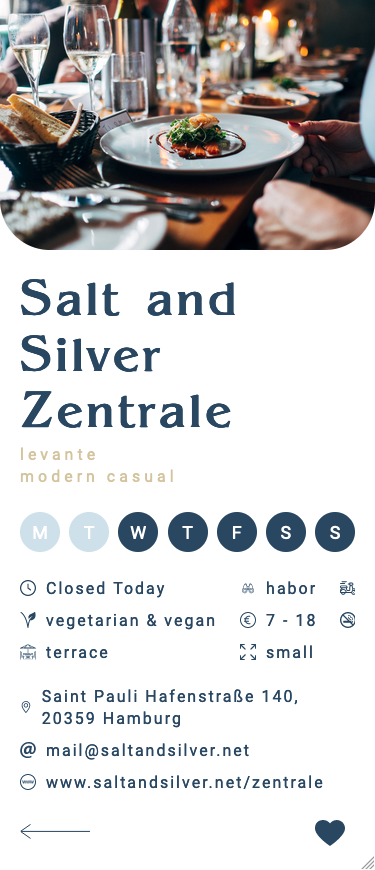 Salt and
Silver
Zentrale
levante
modern casual
M T W T F S S
Closed Today habor
vegetarian & vegan € 7 - 18
terrace small
Saint Pauli Hafenstraße 140,
20359 Hamburg
@ mail@saltandsilver.net
www www.saltandsilver.net/zentrale